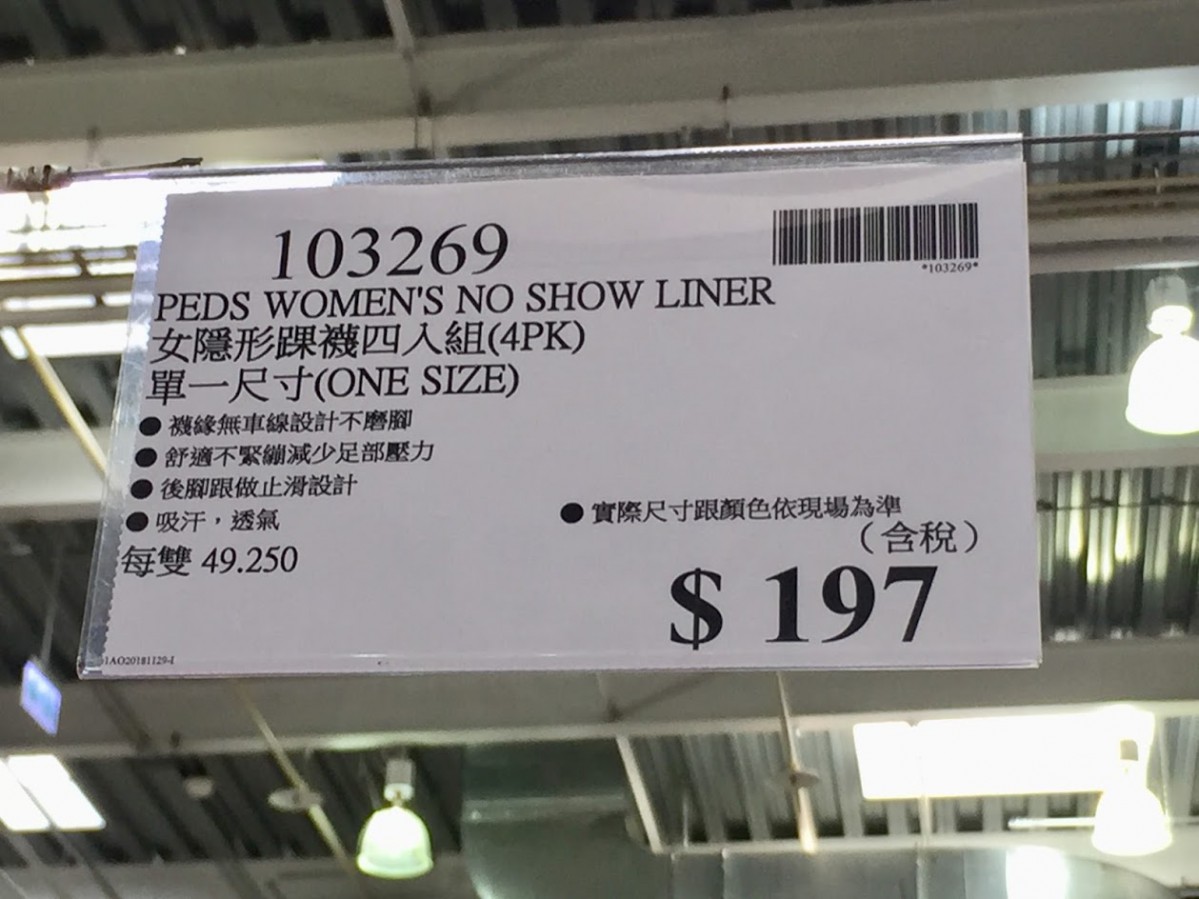 103269
*103269*
PEDS WOMEN'S NO SHOW LINER
女隱形踝襪四入組(4PK)
單一尺寸(ONE SIZE)
● 襪緣無車線設計不磨腳
● 舒適不緊繃減少足部壓力
● 後腳跟做止滑設計
● 吸汗，透氣
每雙 49.250
● 實際尺寸跟顏色依現場為準
（含稅）
$ 197